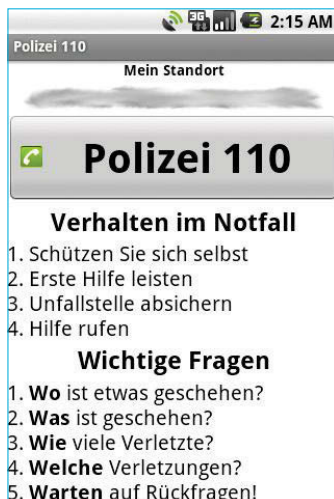 3G 2:15 AM
Polizei 110
Mein Standort
Polizei 110
Verhalten im Notfall
1. Schützen Sie sich selbst
2. Erste Hilfe leisten
3. Unfallstelle absichern
4. Hilfe rufen
Wichtige Fragen
1. Wo ist etwas geschehen?
2. Was ist geschehen?
3. Wie viele Verletzte?
4. Welche Verletzungen?
5. Warten auf Rückfragen!